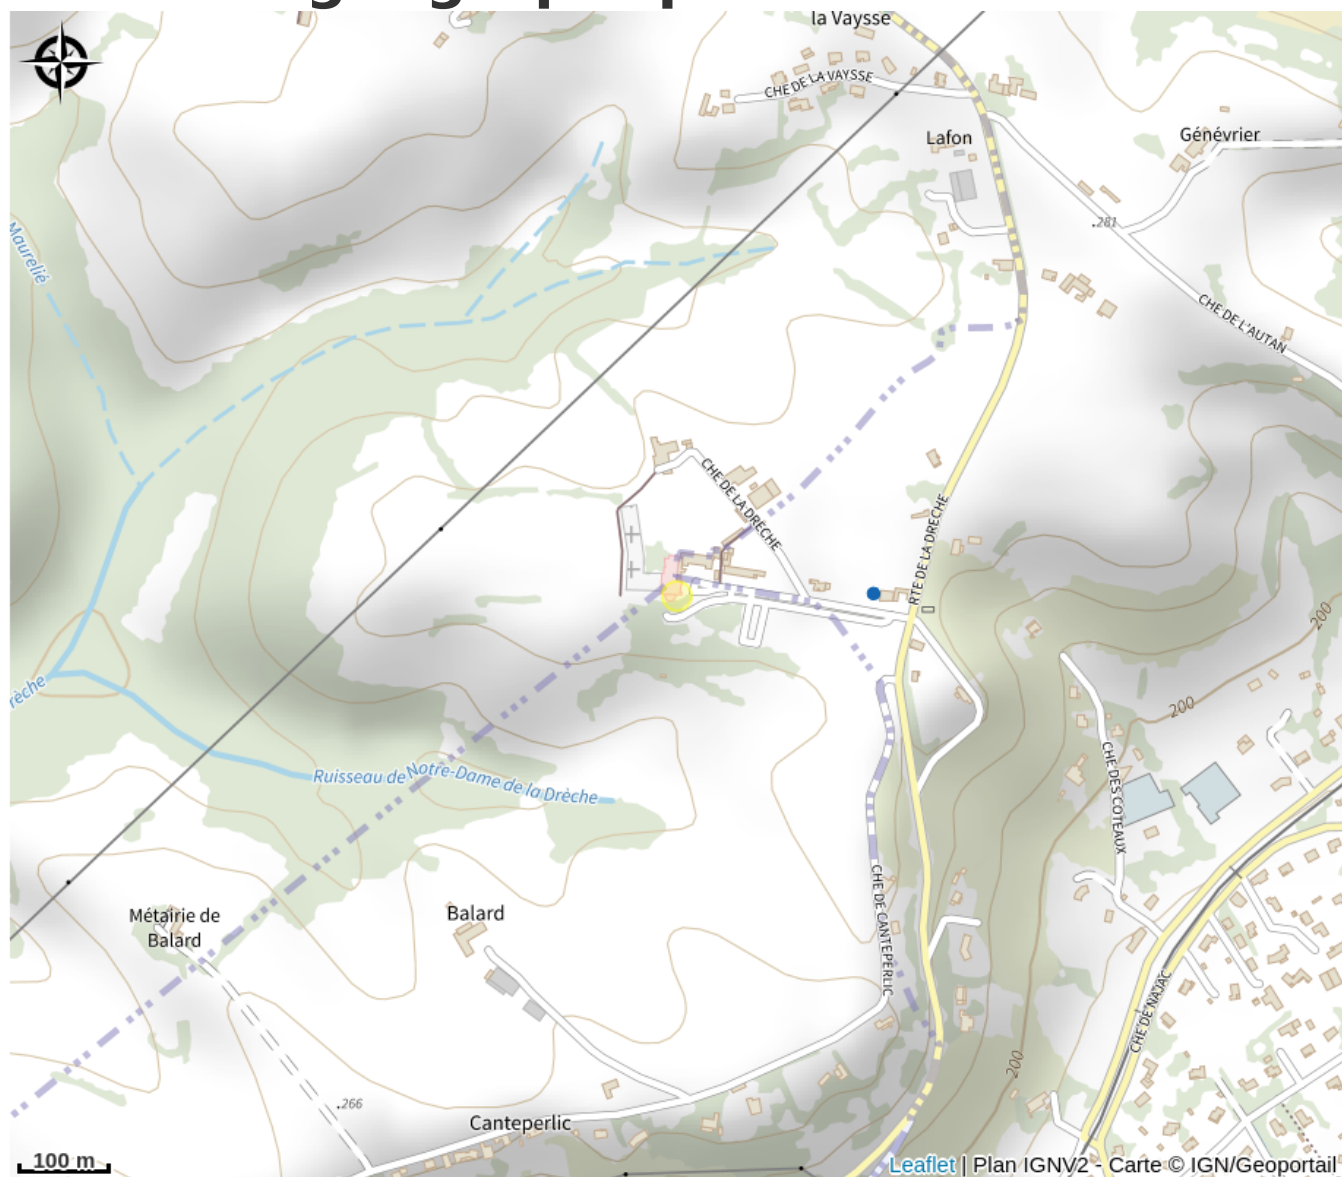 la Vaysse
CHE DE LA VAYSSE
Lafon
Génévrier
.281
Maurelié
CHE DE L'AUTAN
CHE DE LA DRÈCHE
RTE DE LA DRECHE
200
rèche
200
Ruisseau de Notre-Dame de la Drèche
CHE DES COTEAUX
Métairie de
Balard
Balard
CHE DE CANTEPERLIC
CHE DE NAJAC
200
.266
Canteperlic
100 m
Leaflet | Plan IGNV2 - Carte © IGN/Geoportail